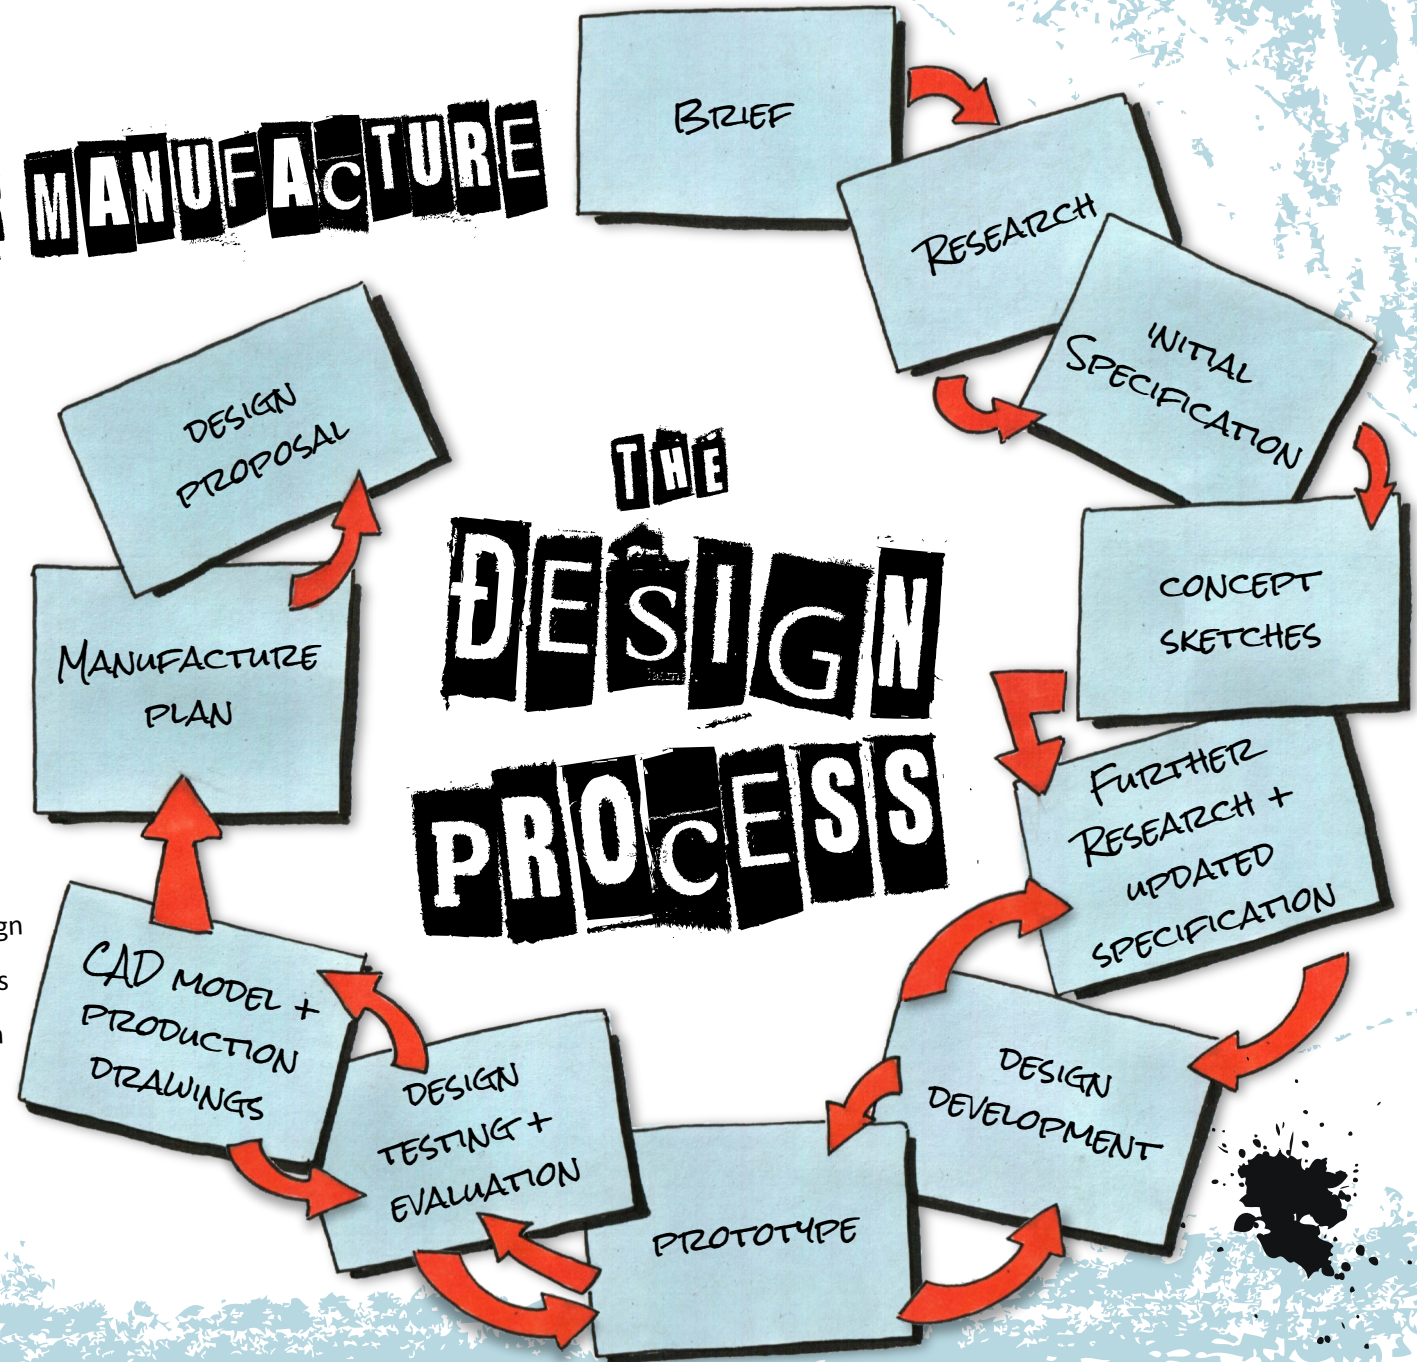 MANUFACTURE
BRIEF
RESEARCH
INITIAL
SPECIFICATION
CONCEPT
SKETCHES
FURTHER
RESEARCH +
UPDATED
SPECIFICATION
DESIGN
DEVELOPMENT
PROTOTYPE
DESIGN
TESTING +
EVALUATION
CAD MODEL +
PRODUCTION
DRAWINGS
MANUFACTURE
PLAN
DESIGN
PROPOSAL
THE
DESIGN
PROCESS
gn
s